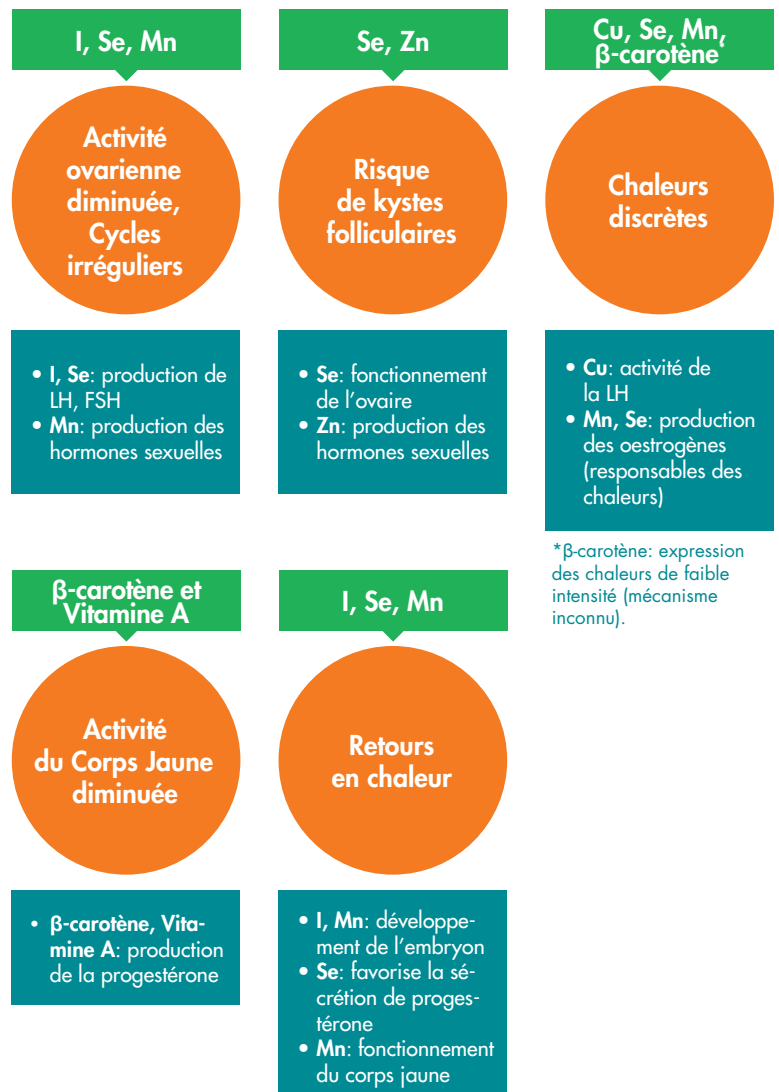 I, Se, Mn
Activité
ovarienne
diminuée,
Cycles
irréguliers
• I, Se: production de
LH, FSH
• Mn: production des
hormones sexuelles
Se, Zn
Risque
de kystes
folliculaires
• Se: fonctionnement
de l'ovaire
• Zn: production des
hormones sexuelles
Cu, Se, Mn,
β-carotène*
Chaleurs
discrètes
• Cu: activité de
la LH
• Mn, Se: production
des oestrogènes
(responsables des
chaleurs)
*β-carotène: expression
des chaleurs de faible
intensité (mécanisme
inconnu).
β-carotène et
Vitamine A
Activité
du Corps Jaune
diminuée
• β-carotène, Vita-
mine A: production
de la progestérone
I, Se, Mn
Retours
en chaleur
• I, Mn: développe-
ment de l'embryon
• Se: favorise la sé-
crétion de proges-
térone
• Mn: fonctionnement
du corps jaune